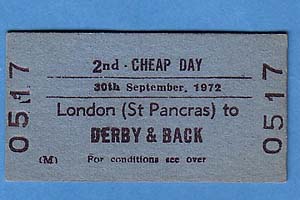 2nd - CHEAP DAY
30th September, 1972
London (St Pancras) to
DERBY & BACK
(M) For conditions see over
0517
0517